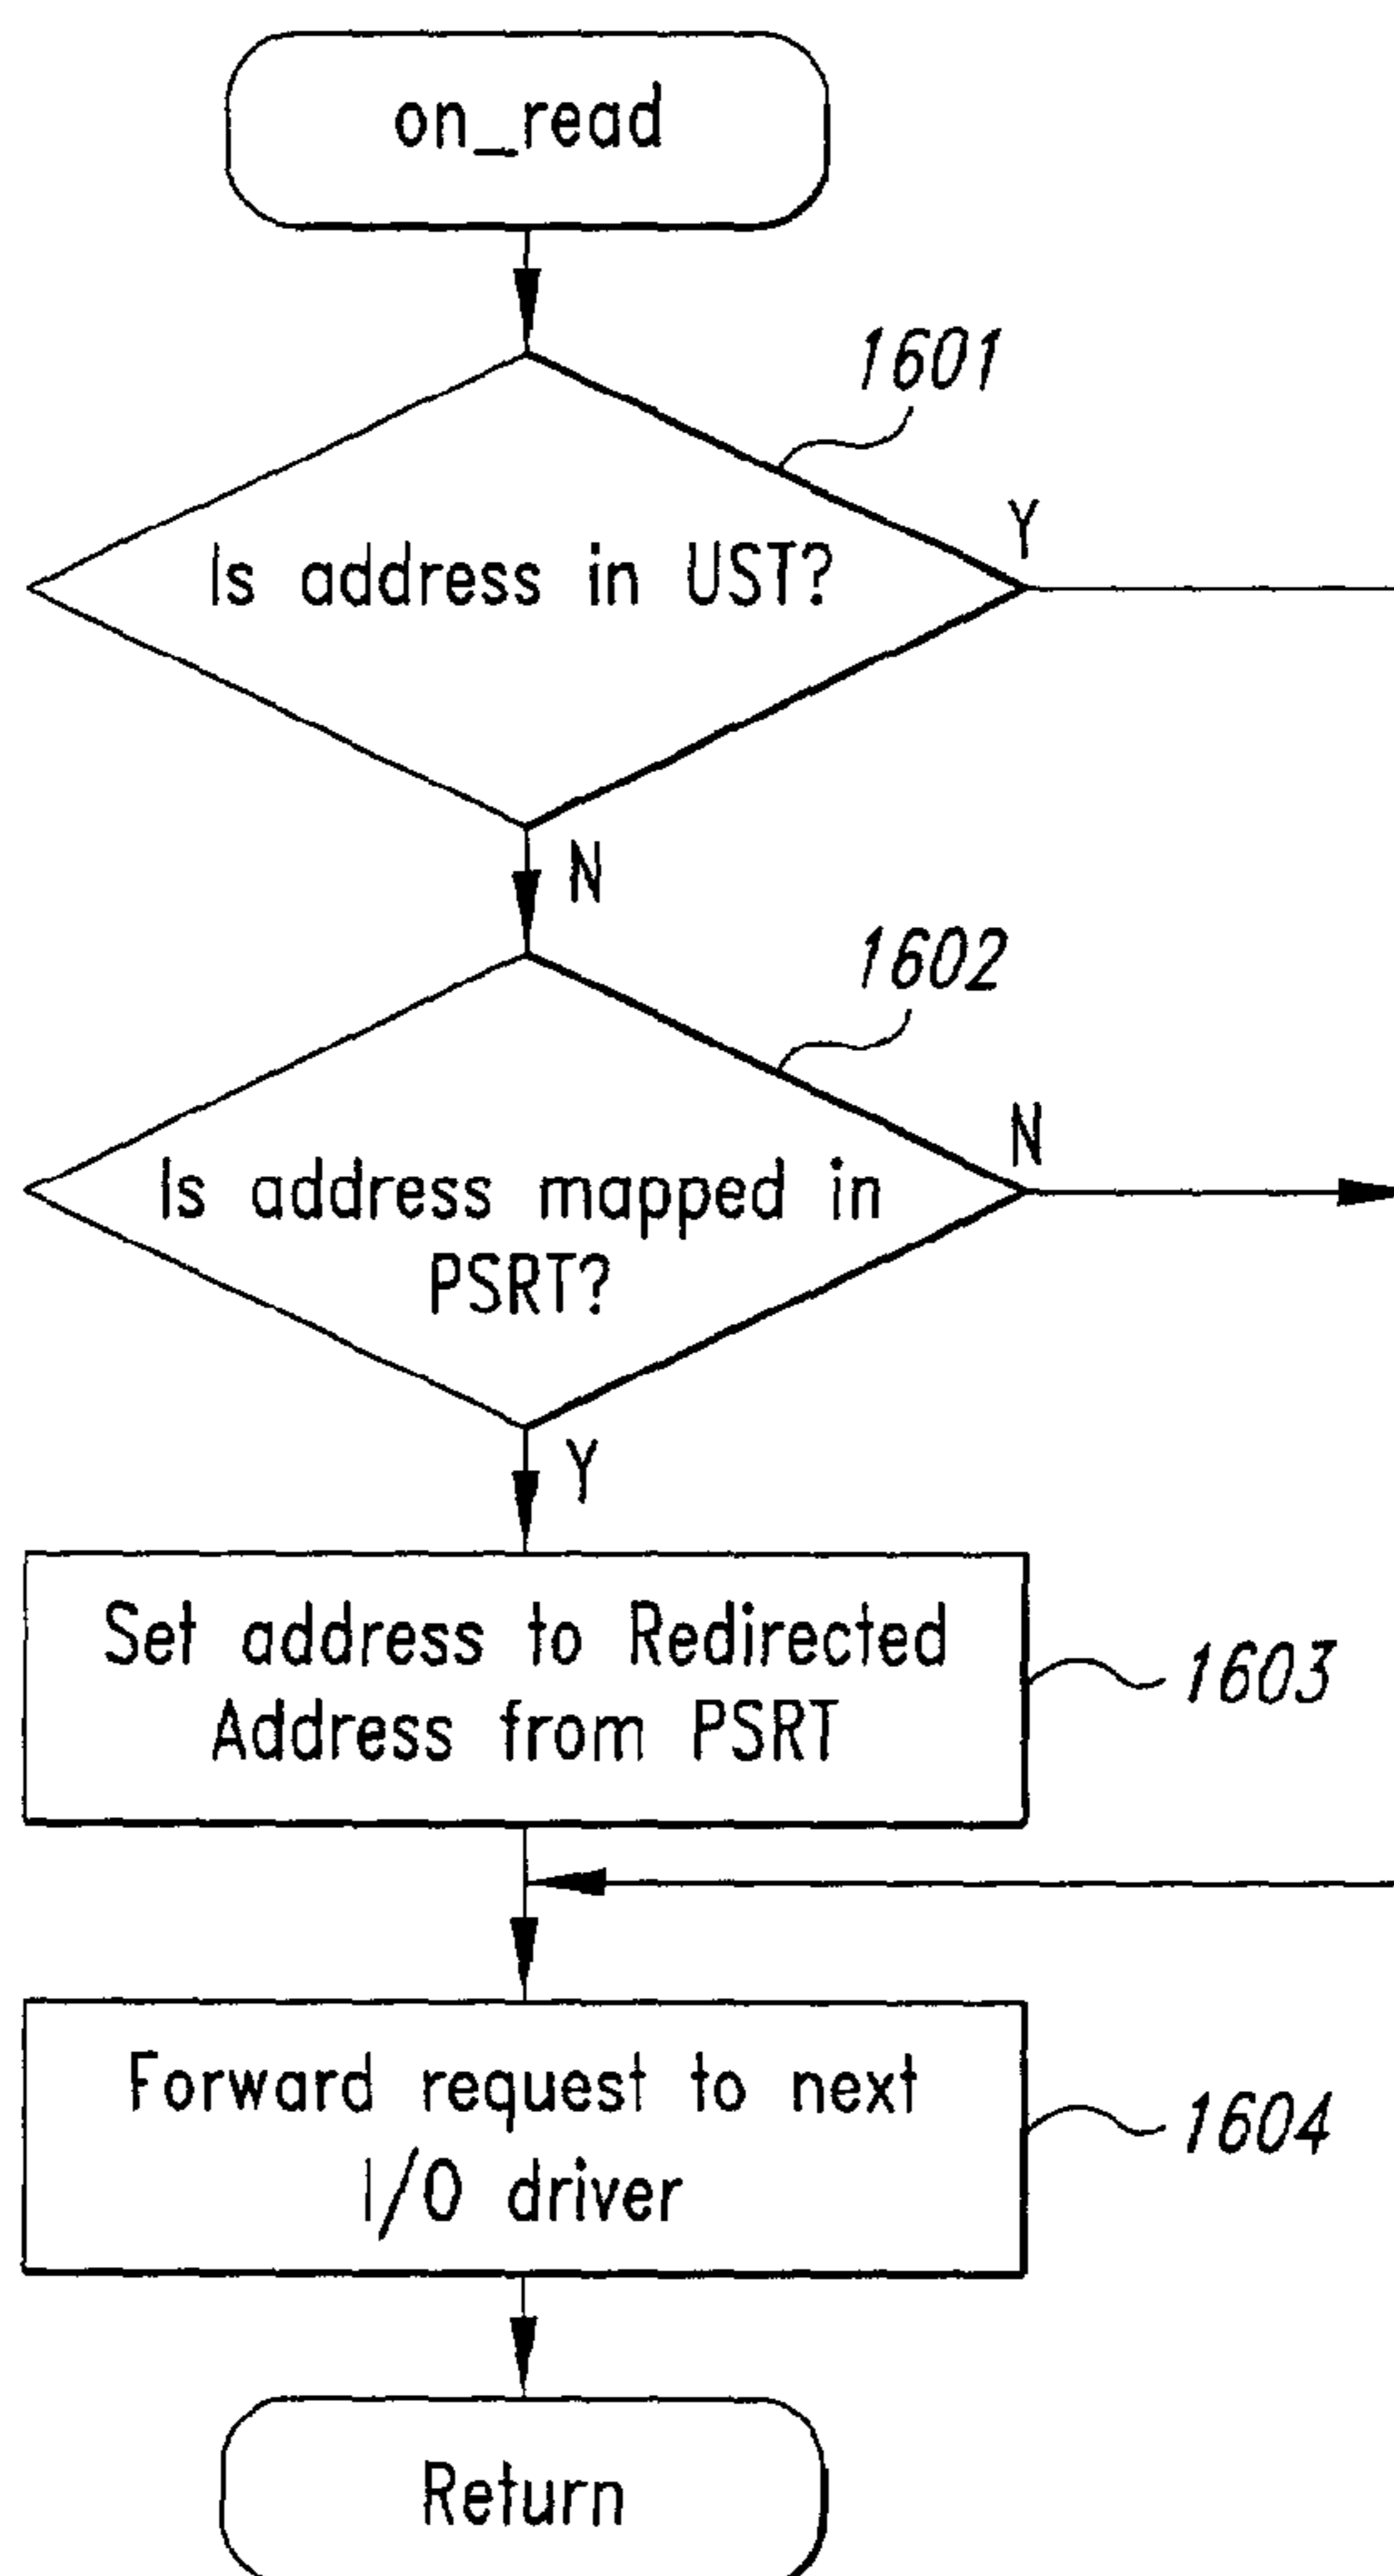 on_read
1601
Is address in UST?
Y
N
1602
Is address mapped in
PSRT?
N
Y
Set address to Redirected
Address from PSRT
1603
Forward request to next
I/O driver
1604
Return